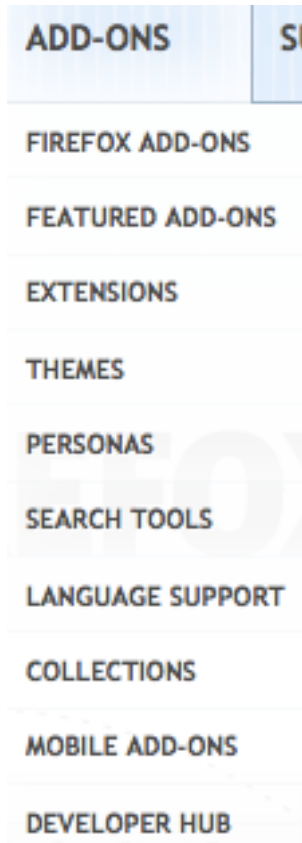 ADD-ONS
FIREFOX ADD-ONS
FEATURED ADD-ONS
EXTENSIONS
THEMES
PERSONAS
SEARCH TOOLS
LANGUAGE SUPPORT
COLLECTIONS
MOBILE ADD-ONS
DEVELOPER HUB